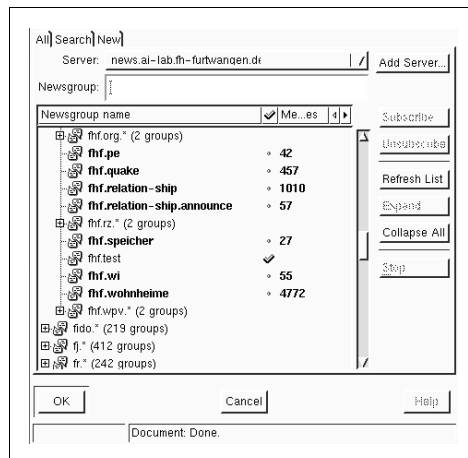 All Search New
Server: news.ai-lab.fh-furtwangen.de
Add Server...
Newsgroup:
Newsgroup name Me...es
Subscribe
fhf.org.* (2 groups)
Unsubscribe
fhf.pe 42
fhf.quake 457
Refresh List
fhf.relation-ship 1010
fhf.relation-ship.announce 57
Expand
fhf.rz.* (2 groups)
Collapse All
fhf.speicher 27
fhf.test
Stop
fhf.wi 55
fhf.wohnheime 4772
fhf.wpv.* (2 groups)
fido.* (219 groups)
fj.* (412 groups)
fr.* (242 groups)
OK Cancel Help
Document: Done.